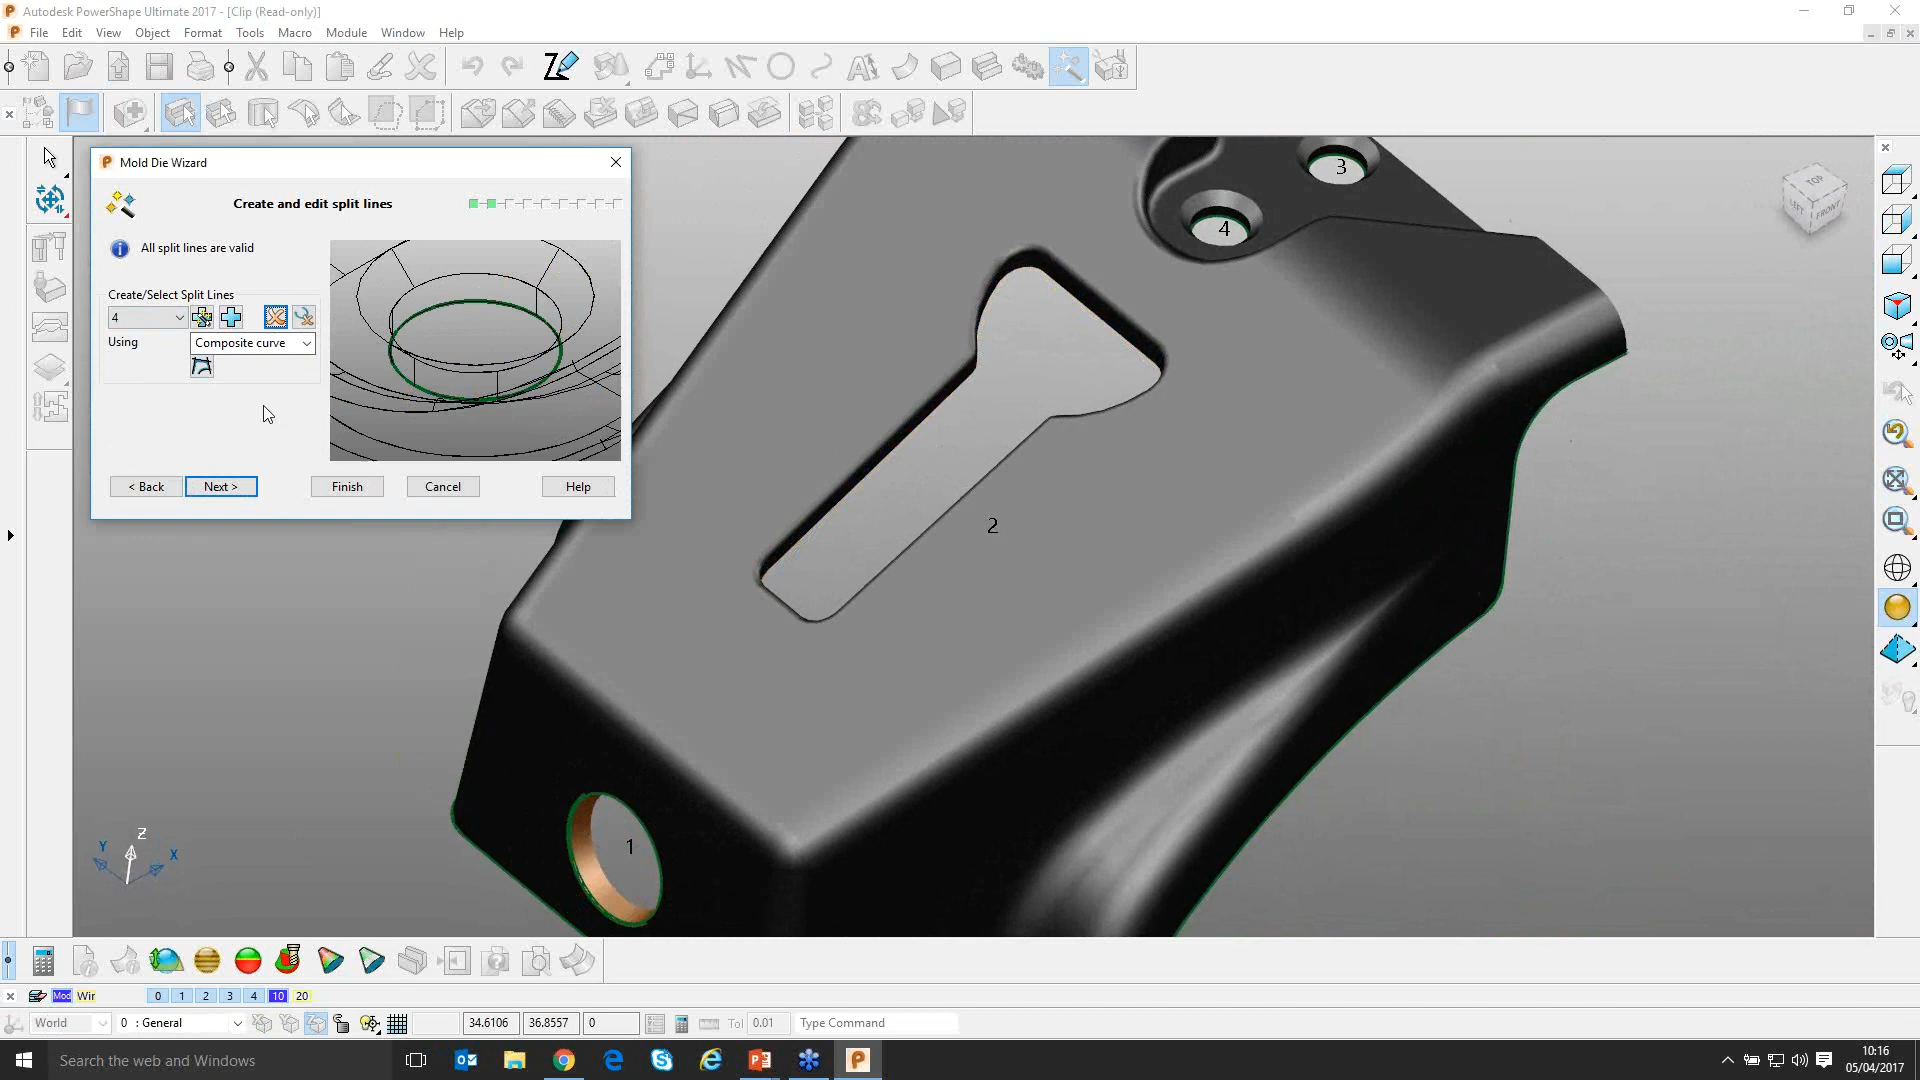 Autodesk PowerShape Ultimate 2017 - [Clip (Read-only)]
File Edit View Object Format Tools Macro Module Window Help
Mold Die Wizard
Create and edit split lines
All split lines are valid
Create/Select Split Lines
4
Using Composite curve
< Back Next > Finish Cancel Help
3
4
2
1
TOP
LEFT FRONT
Z
Y X
Mod Wir 0 1 2 3 4 10 20
World 0 : General 34.6106 36.8557 0 Tol 0.01 Type Command
Search the web and Windows
10:16
05/04/2017